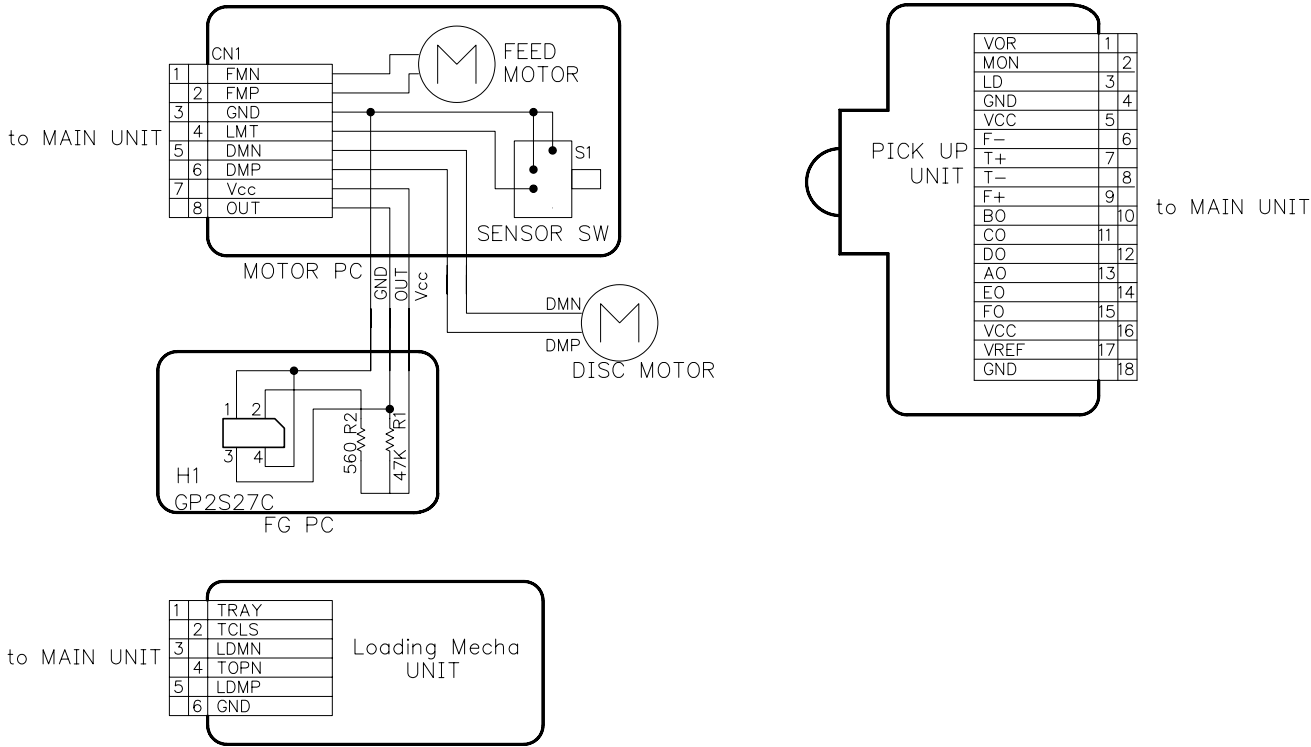 CN1
1 FMN
2 FMP
3 GND
4 LMT
5 DMN
6 DMP
7 Vcc
8 OUT
to MAIN UNIT
M
FEED
MOTOR
S1
SENSOR SW
MOTOR PC
GND
OUT
Vcc
DMN
DMP
M
DISC MOTOR
1 2
3 4
H1
GP2S27C
560 R2
47K R1
FG PC
to MAIN UNIT
1 TRAY
2 TCLS
3 LDMN
4 TOPN
5 LDMP
6 GND
Loading Mecha
UNIT
PICK UP
UNIT
VOR 1
MON 2
LD 3
GND 4
VCC 5
F- 6
T+ 7
T- 8
F+ 9
BO 10
CO 11
DO 12
AO 13
EO 14
FO 15
VCC 16
VREF 17
GND 18
to MAIN UNIT